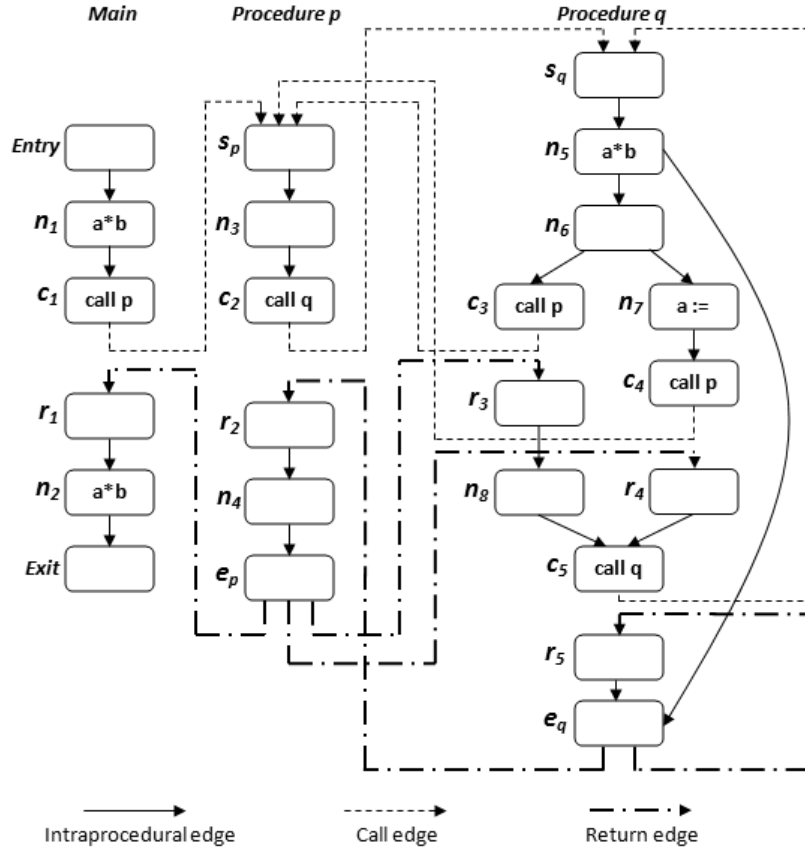 Main Procedure p Procedure q
s_q
Entry s_p n_5 a*b
n_1 a*b n_3 n_6
c_1 call p c_2 call q c_3 call p n_7 a :=
r_1 r_2 r_3 c_4 call p
n_2 a*b n_4 n_8 r_4
Exit e_p c_5 call q
r_5
e_q
Intraprocedural edge Call edge Return edge